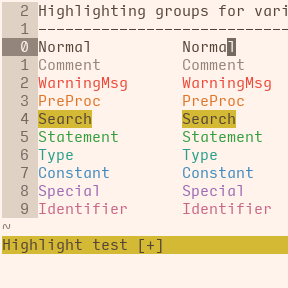 2 Highlighting groups for vari
1 ---------------------------
0 Normal Normal
1 Comment Comment
2 WarningMsg WarningMsg
3 PreProc PreProc
4 Search Search
5 Statement Statement
6 Type Type
7 Constant Constant
8 Special Special
9 Identifier Identifier
~
Highlight test [+]